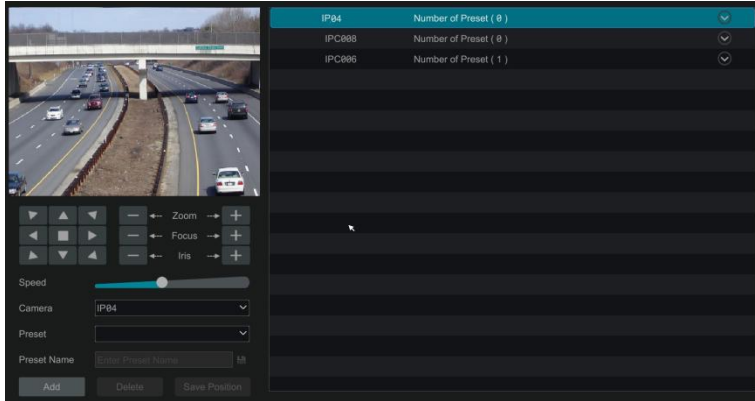 IP04 Number of Preset ( 0 )
IPC008 Number of Preset ( 0 )
IPC006 Number of Preset ( 1 )
Zoom
Focus
Iris
Speed
Camera IP04
Preset
Preset Name Enter Preset Name
Add Delete Save Position